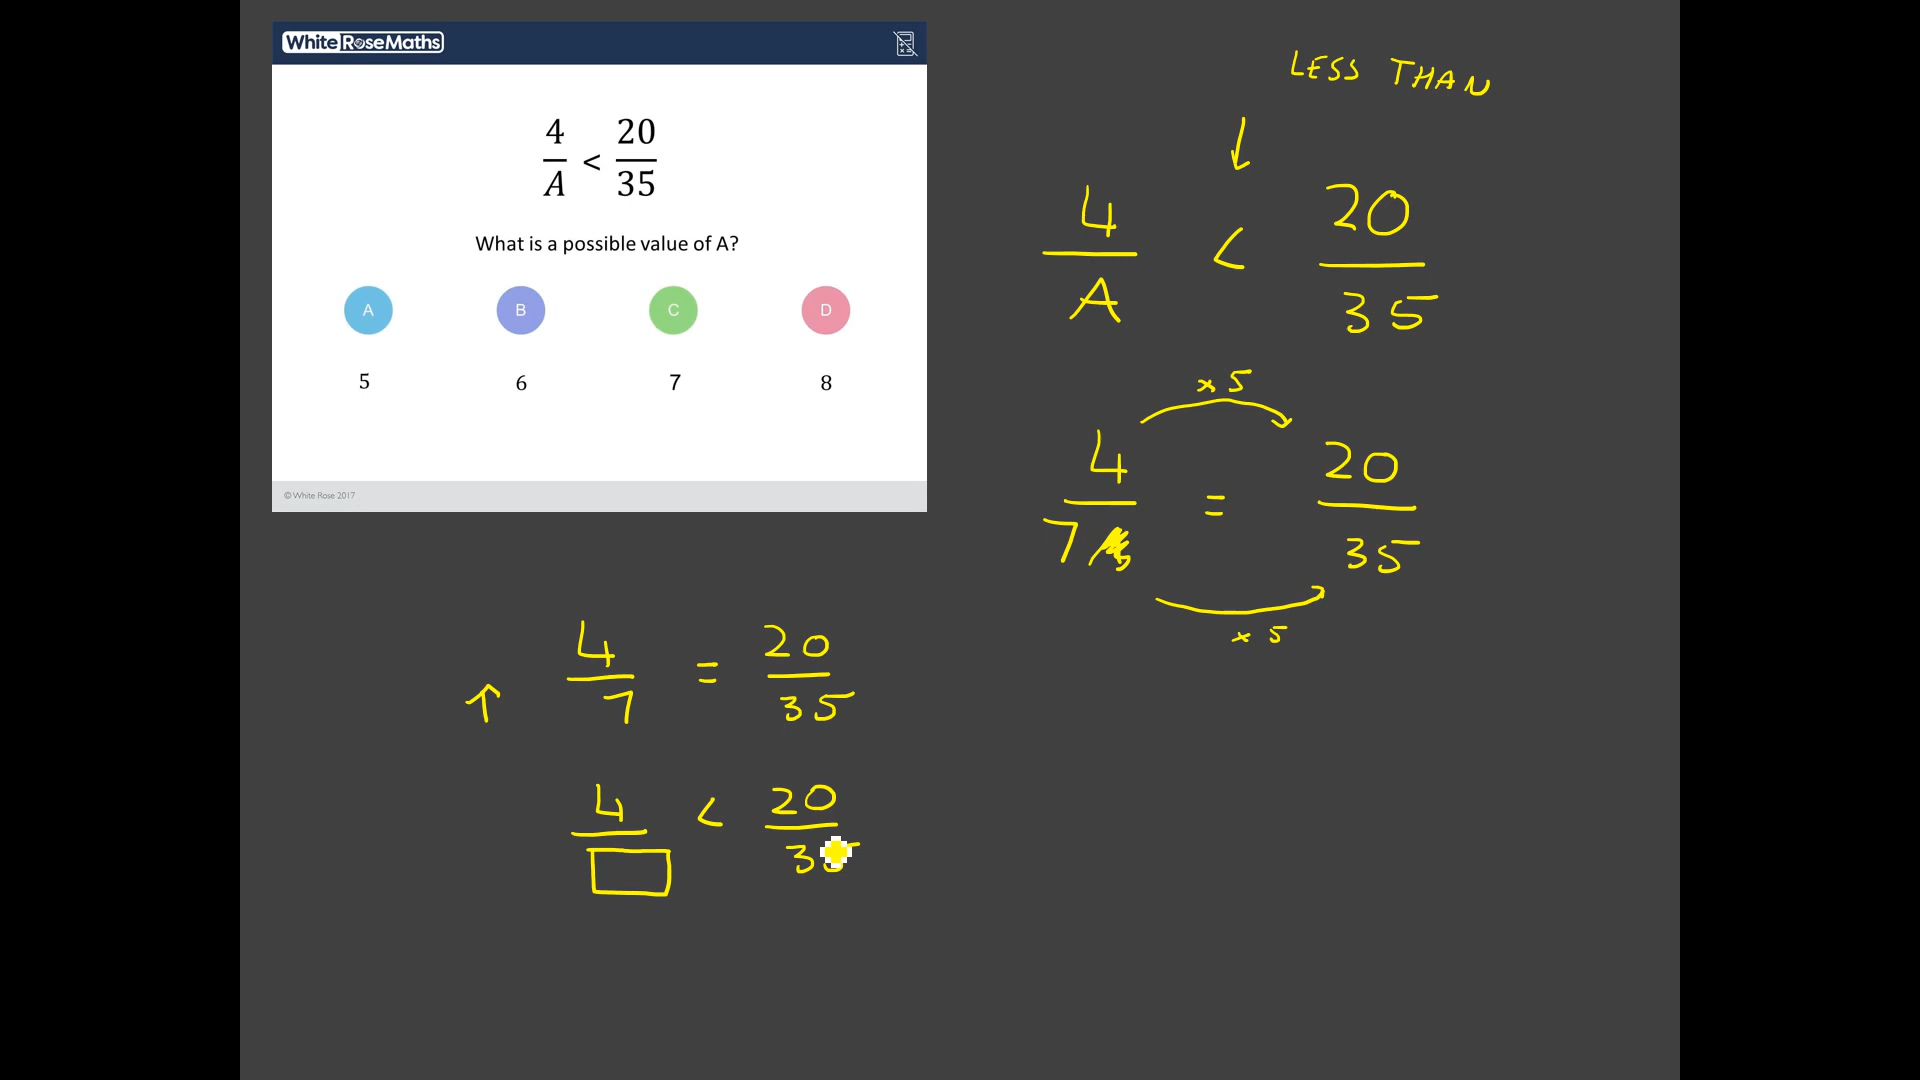 WhiteRoseMaths
4/A < 20/35
What is a possible value of A?
A B C D
5 6 7 8
© White Rose 2017
LESS THAN
↓
4/A < 20/35
× 5
4/7 = 20/35
× 5
↑ 4/7 = 20/35
4/□ < 20/35